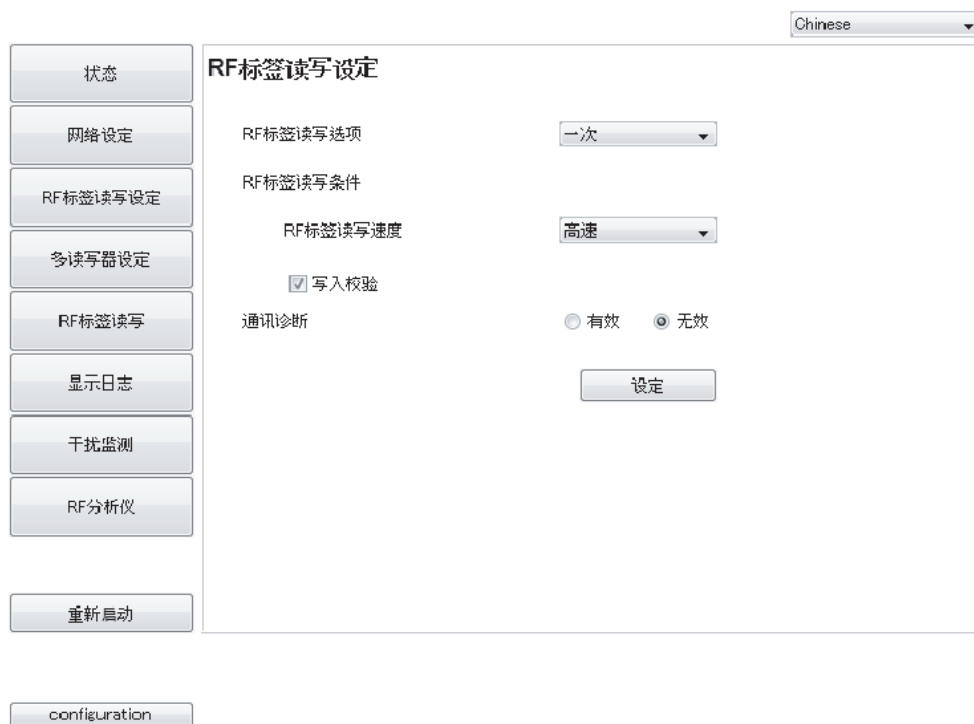 Chinese
状态
网络设定
RF标签读写设定
多读写器设定
RF标签读写
显示日志
干扰监测
RF分析仪
重新启动
configuration
RF标签读写设定
RF标签读写选项 一次
RF标签读写条件
RF标签读写速度 高速
写入校验
通讯诊断 有效 无效
设定